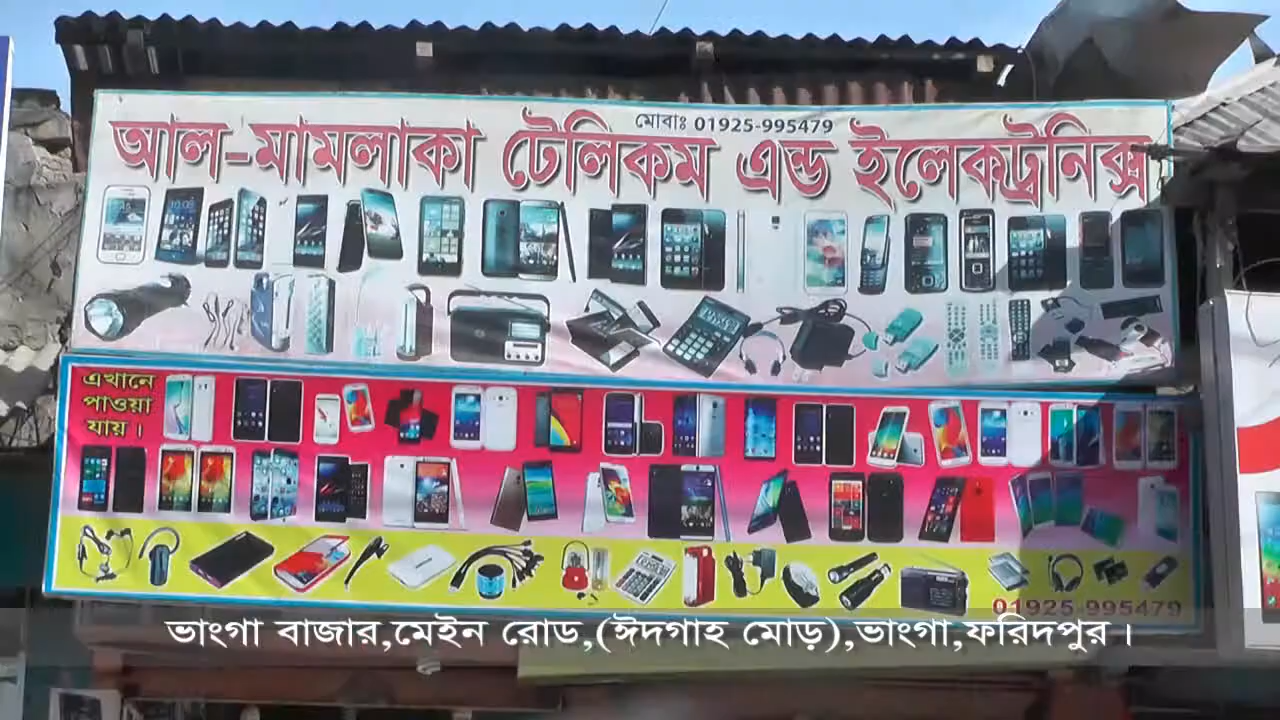 মোবাঃ 01925-995479
আল-মামলাকা টেলিকম এন্ড ইলেকট্রনিক্স
এখানে
পাওয়া
যায়।
01925-995479
ভাংগা বাজার,মেইন রোড,(ঈদগাহ মোড়),ভাংগা,ফরিদপুর।